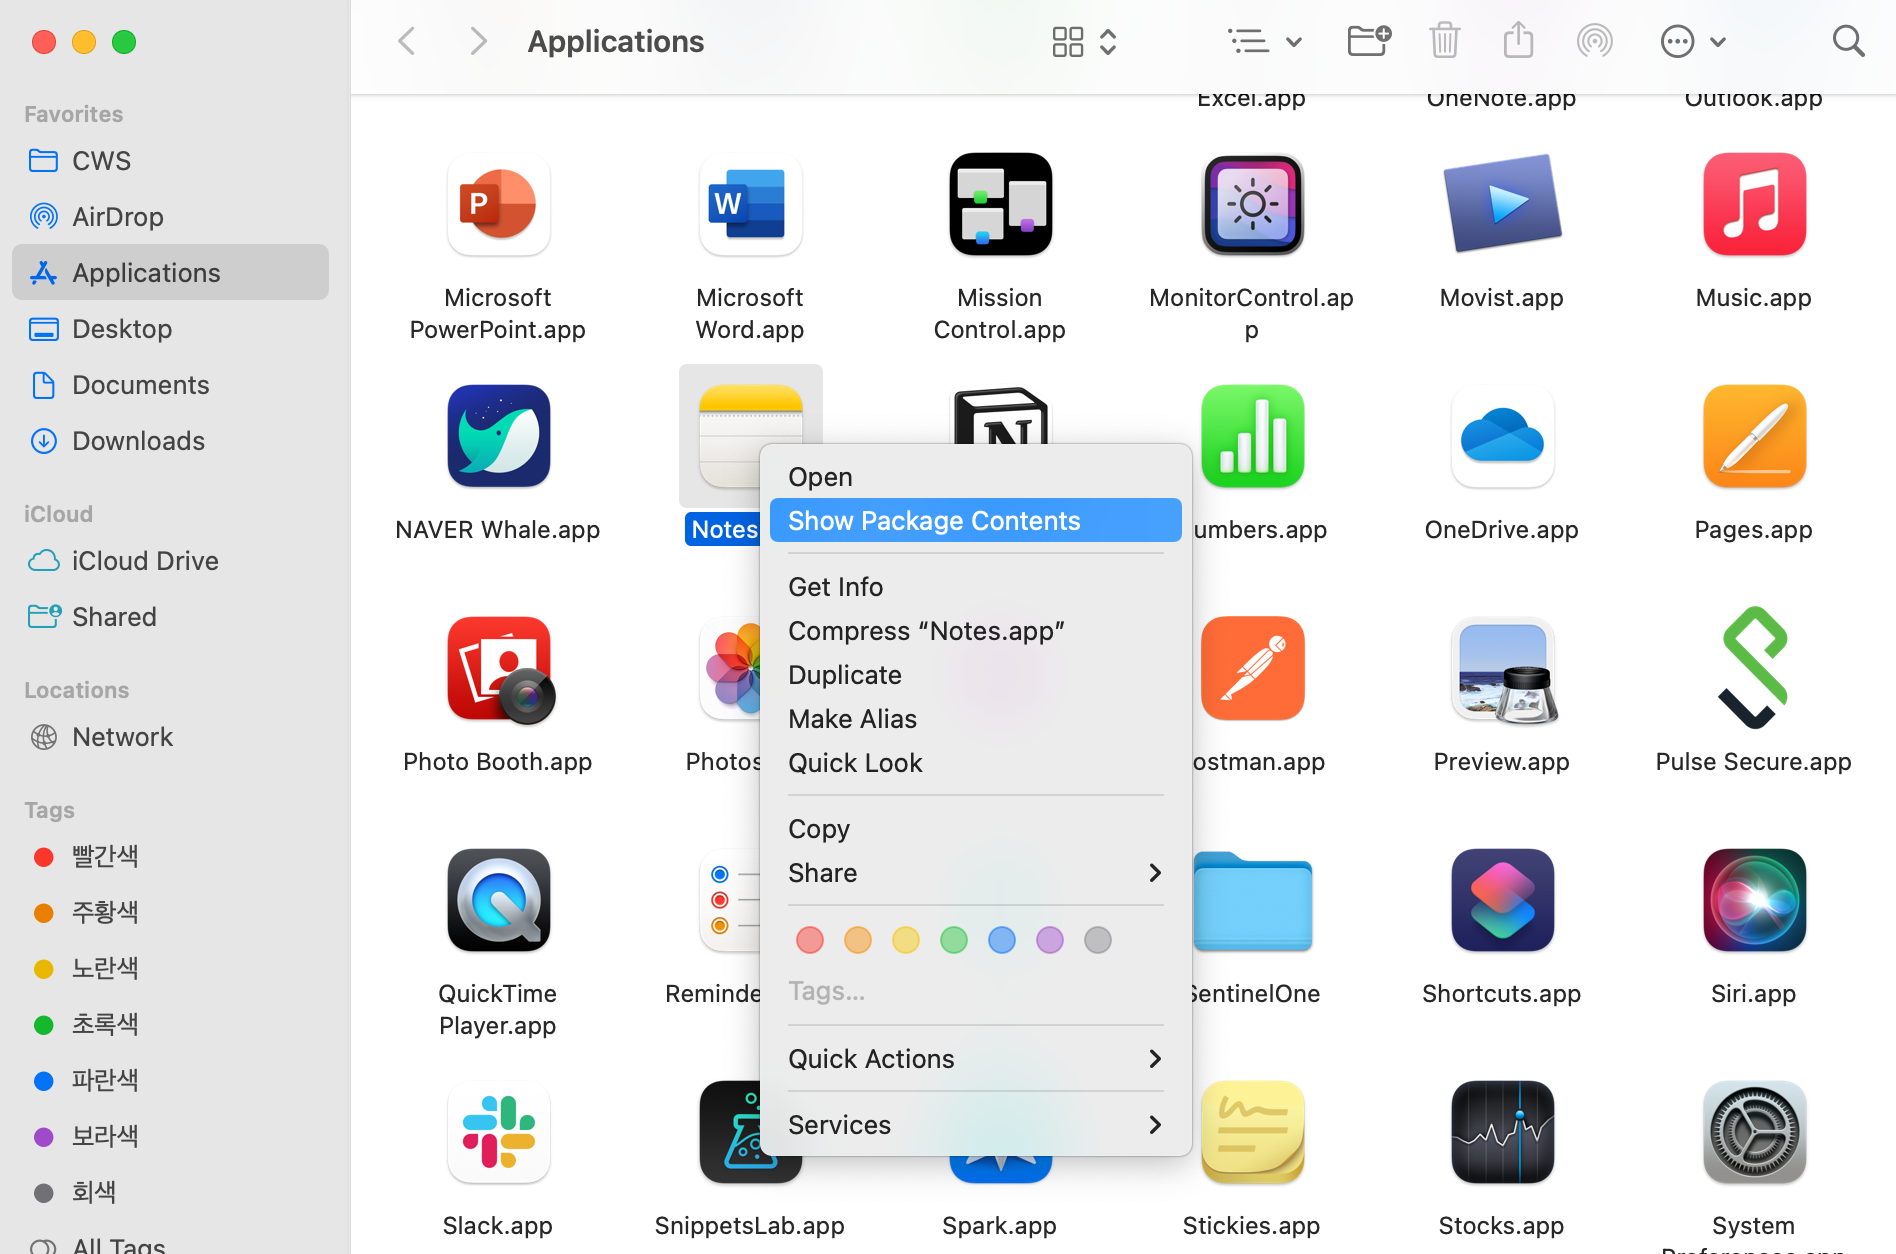 Applications
Favorites
CWS
AirDrop
Applications
Desktop
Documents
Downloads
iCloud
iCloud Drive
Shared
Locations
Network
Tags
빨간색
주황색
노란색
초록색
파란색
보라색
회색
All Tags
Excel.app
OneNote.app
Outlook.app
P
W
Microsoft
PowerPoint.app
Microsoft
Word.app
Mission
Control.app
MonitorControl.ap
p
Movist.app
Music.app
N
NAVER Whale.app
Notes
umbers.app
OneDrive.app
Pages.app
Photo Booth.app
Photos
ostman.app
Preview.app
Pulse Secure.app
QuickTime
Player.app
Reminde
SentinelOne
Shortcuts.app
Siri.app
Slack.app
SnippetsLab.app
Spark.app
Stickies.app
Stocks.app
System
Preferences.app
Open
Show Package Contents
Get Info
Compress “Notes.app”
Duplicate
Make Alias
Quick Look
Copy
Share
Tags...
Quick Actions
Services